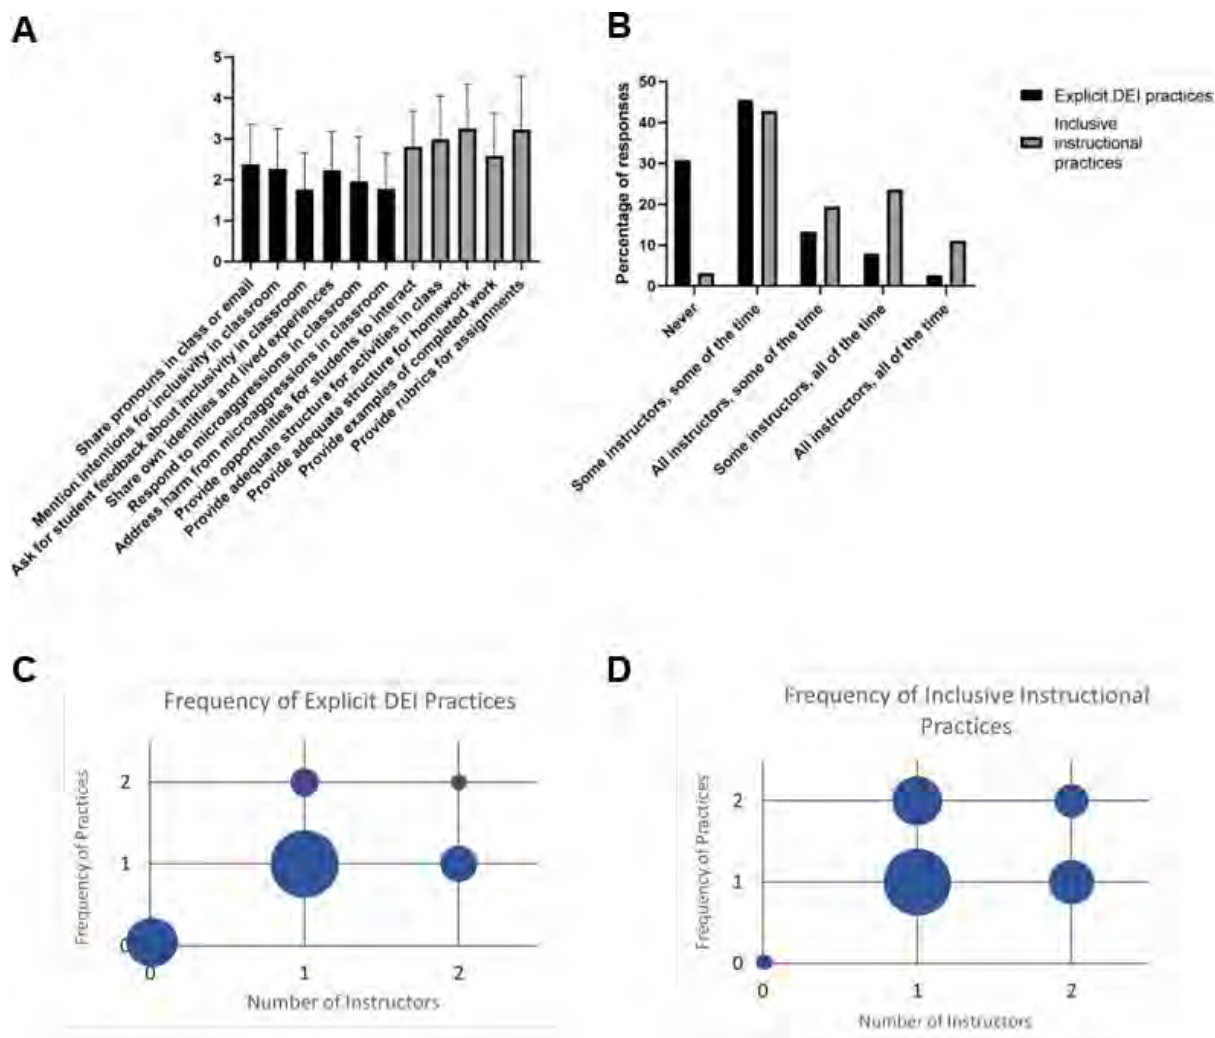 A
5
4
3
2
1
0
Share pronouns in class or email
Mention intentions for inclusivity in classroom
Ask for student feedback about inclusivity in classroom
Share own identities and lived experiences
Respond to microaggressions in classroom
Address harm from microaggressions in classroom
Provide opportunities for students to interact
Provide adequate structure for activities in class
Provide adequate structure for homework
Provide examples of completed work
Provide rubrics for assignments
B
Percentage of responses
50
40
30
20
10
0
Never
Some instructors, some of the time
All instructors, some of the time
Some instructors, all of the time
All instructors, all of the time
Explicit DEI practices
Inclusive
instructional
practices
C
Frequency of Explicit DEI Practices
Frequency of Practices
2
1
0
0 1 2
Number of Instructors
D
Frequency of Inclusive Instructional
Practices
Frequency of Practices
2
1
0
0 1 2
Number of Instructors